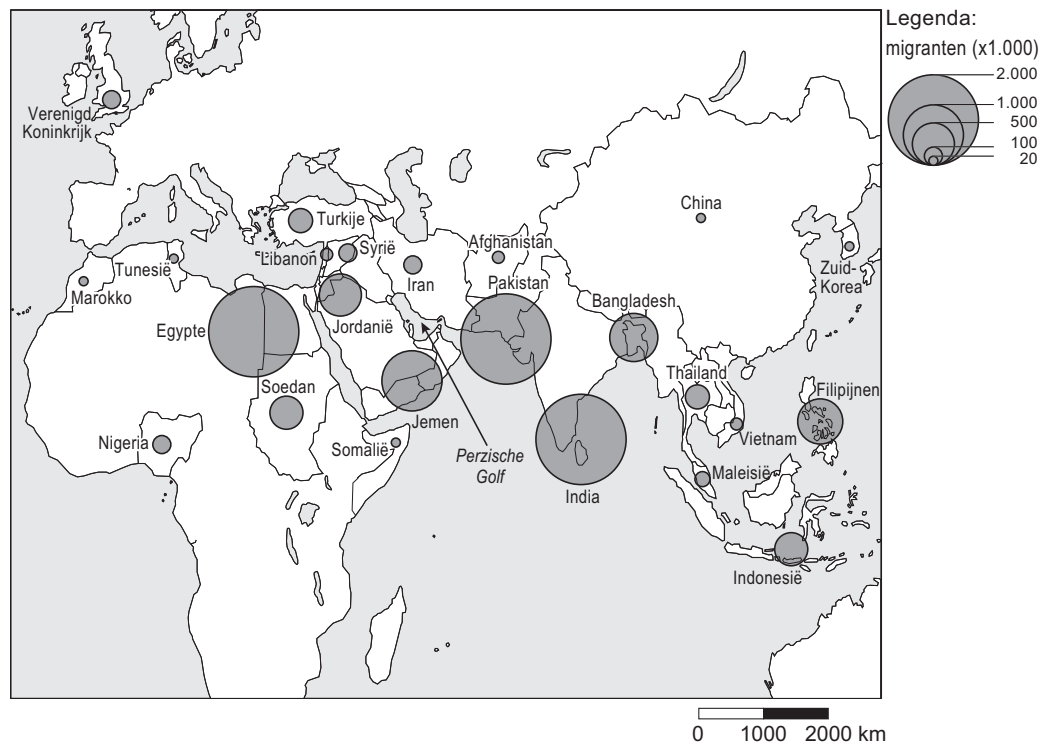 Legenda:
migranten (x1.000)
2.000
1.000
500
100
20
Verenigd
Koninkrijk
China
Turkije
Afghanistan
Syrië
Libanon
Tunesië
Zuid-
Korea
Iran
Pakistan
Marokko
Bangladesh
Jordanië
Egypte
Thailand
Soedan
Filipijnen
Jemen
Vietnam
Nigeria
Somalië
Perzische
Golf
Maleisië
India
Indonesië
0 1000 2000 km